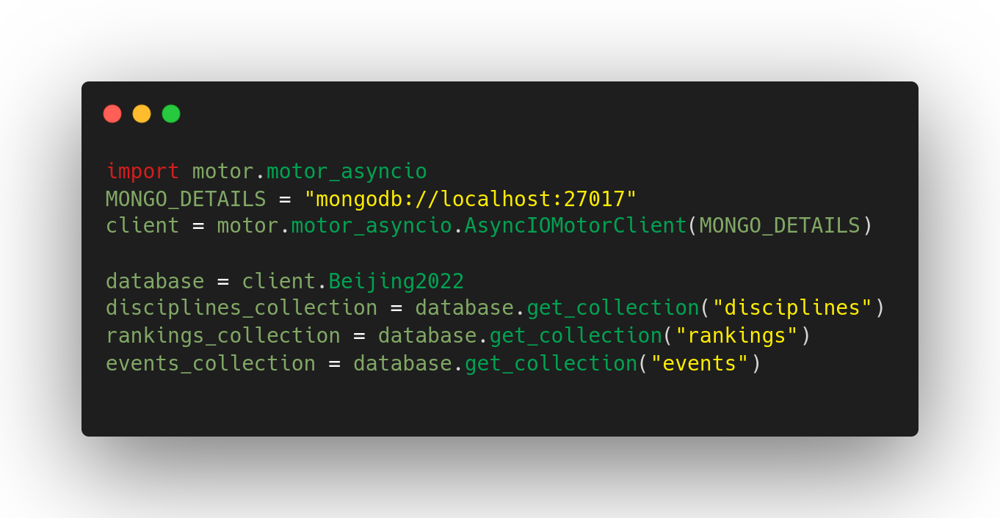 import motor.motor_asyncio
MONGO_DETAILS = "mongodb://localhost:27017"
client = motor.motor_asyncio.AsyncIOMotorClient(MONGO_DETAILS)
database = client.Beijing2022
disciplines_collection = database.get_collection("disciplines")
rankings_collection = database.get_collection("rankings")
events_collection = database.get_collection("events")